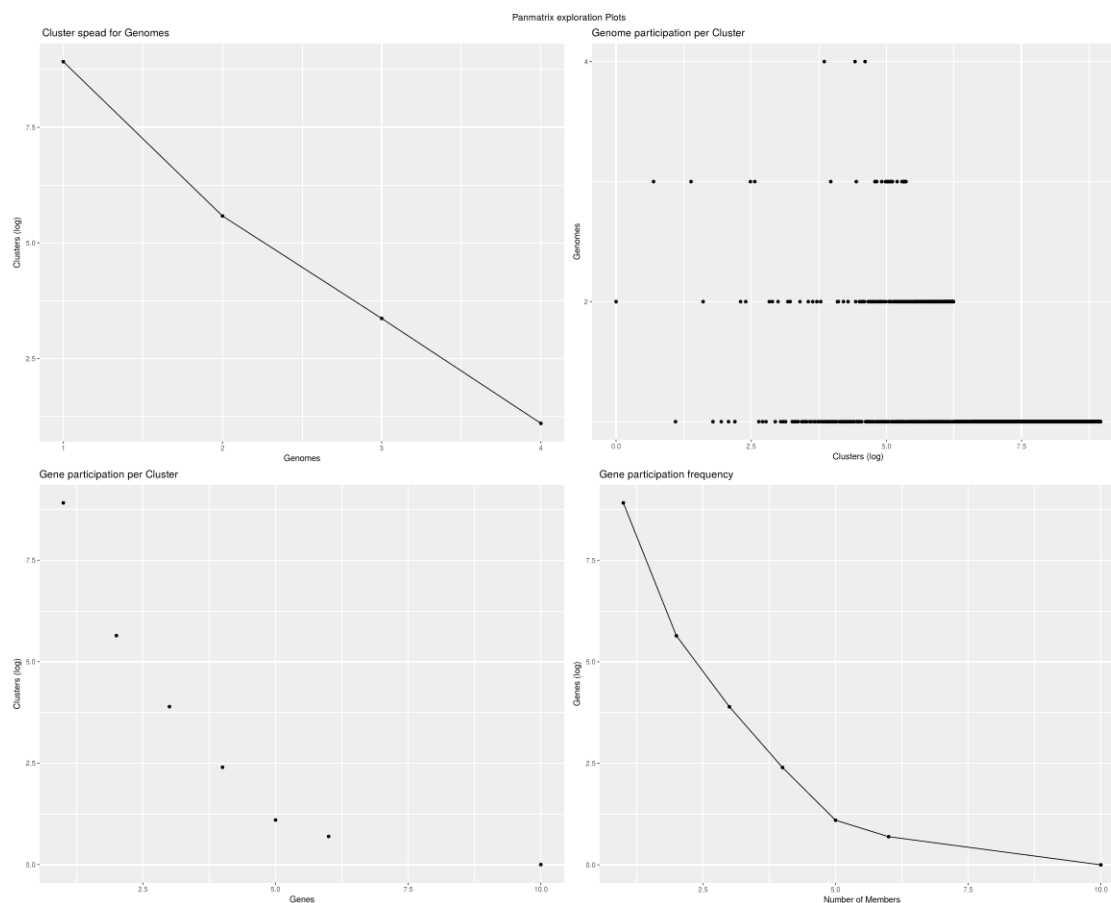 Panmatrix exploration Plots
Cluster spead for Genomes
7.5
5.0
2.5
Clusters (log)
1 2 3 4
Genomes
Genome participation per Cluster
4
2
Genomes
0.0 2.5 5.0 7.5
Clusters (log)
Gene participation per Cluster
7.5
5.0
2.5
0.0
Clusters (log)
2.5 5.0 7.5 10.0
Genes
Gene participation frequency
7.5
5.0
2.5
0.0
Genes (log)
2.5 5.0 7.5 10.0
Number of Members